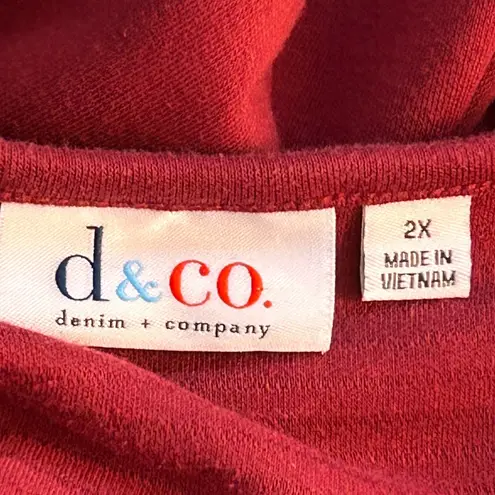 d&co.
denim + company
2X
MADE IN
VIETNAM